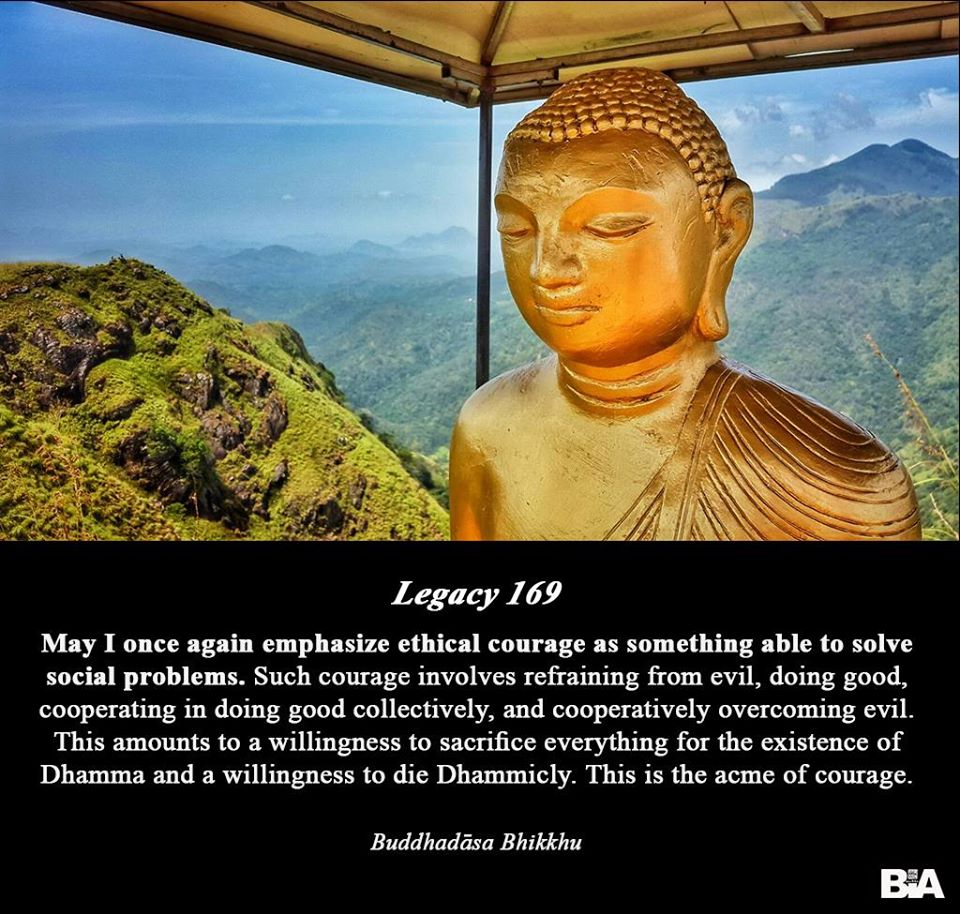 Legacy 169
May I once again emphasize ethical courage as something able to solve
social problems. Such courage involves refraining from evil, doing good,
cooperating in doing good collectively, and cooperatively overcoming evil.
This amounts to a willingness to sacrifice everything for the existence of
Dhamma and a willingness to die Dhammicly. This is the acme of courage.
Buddhadāsa Bhikkhu
BIA